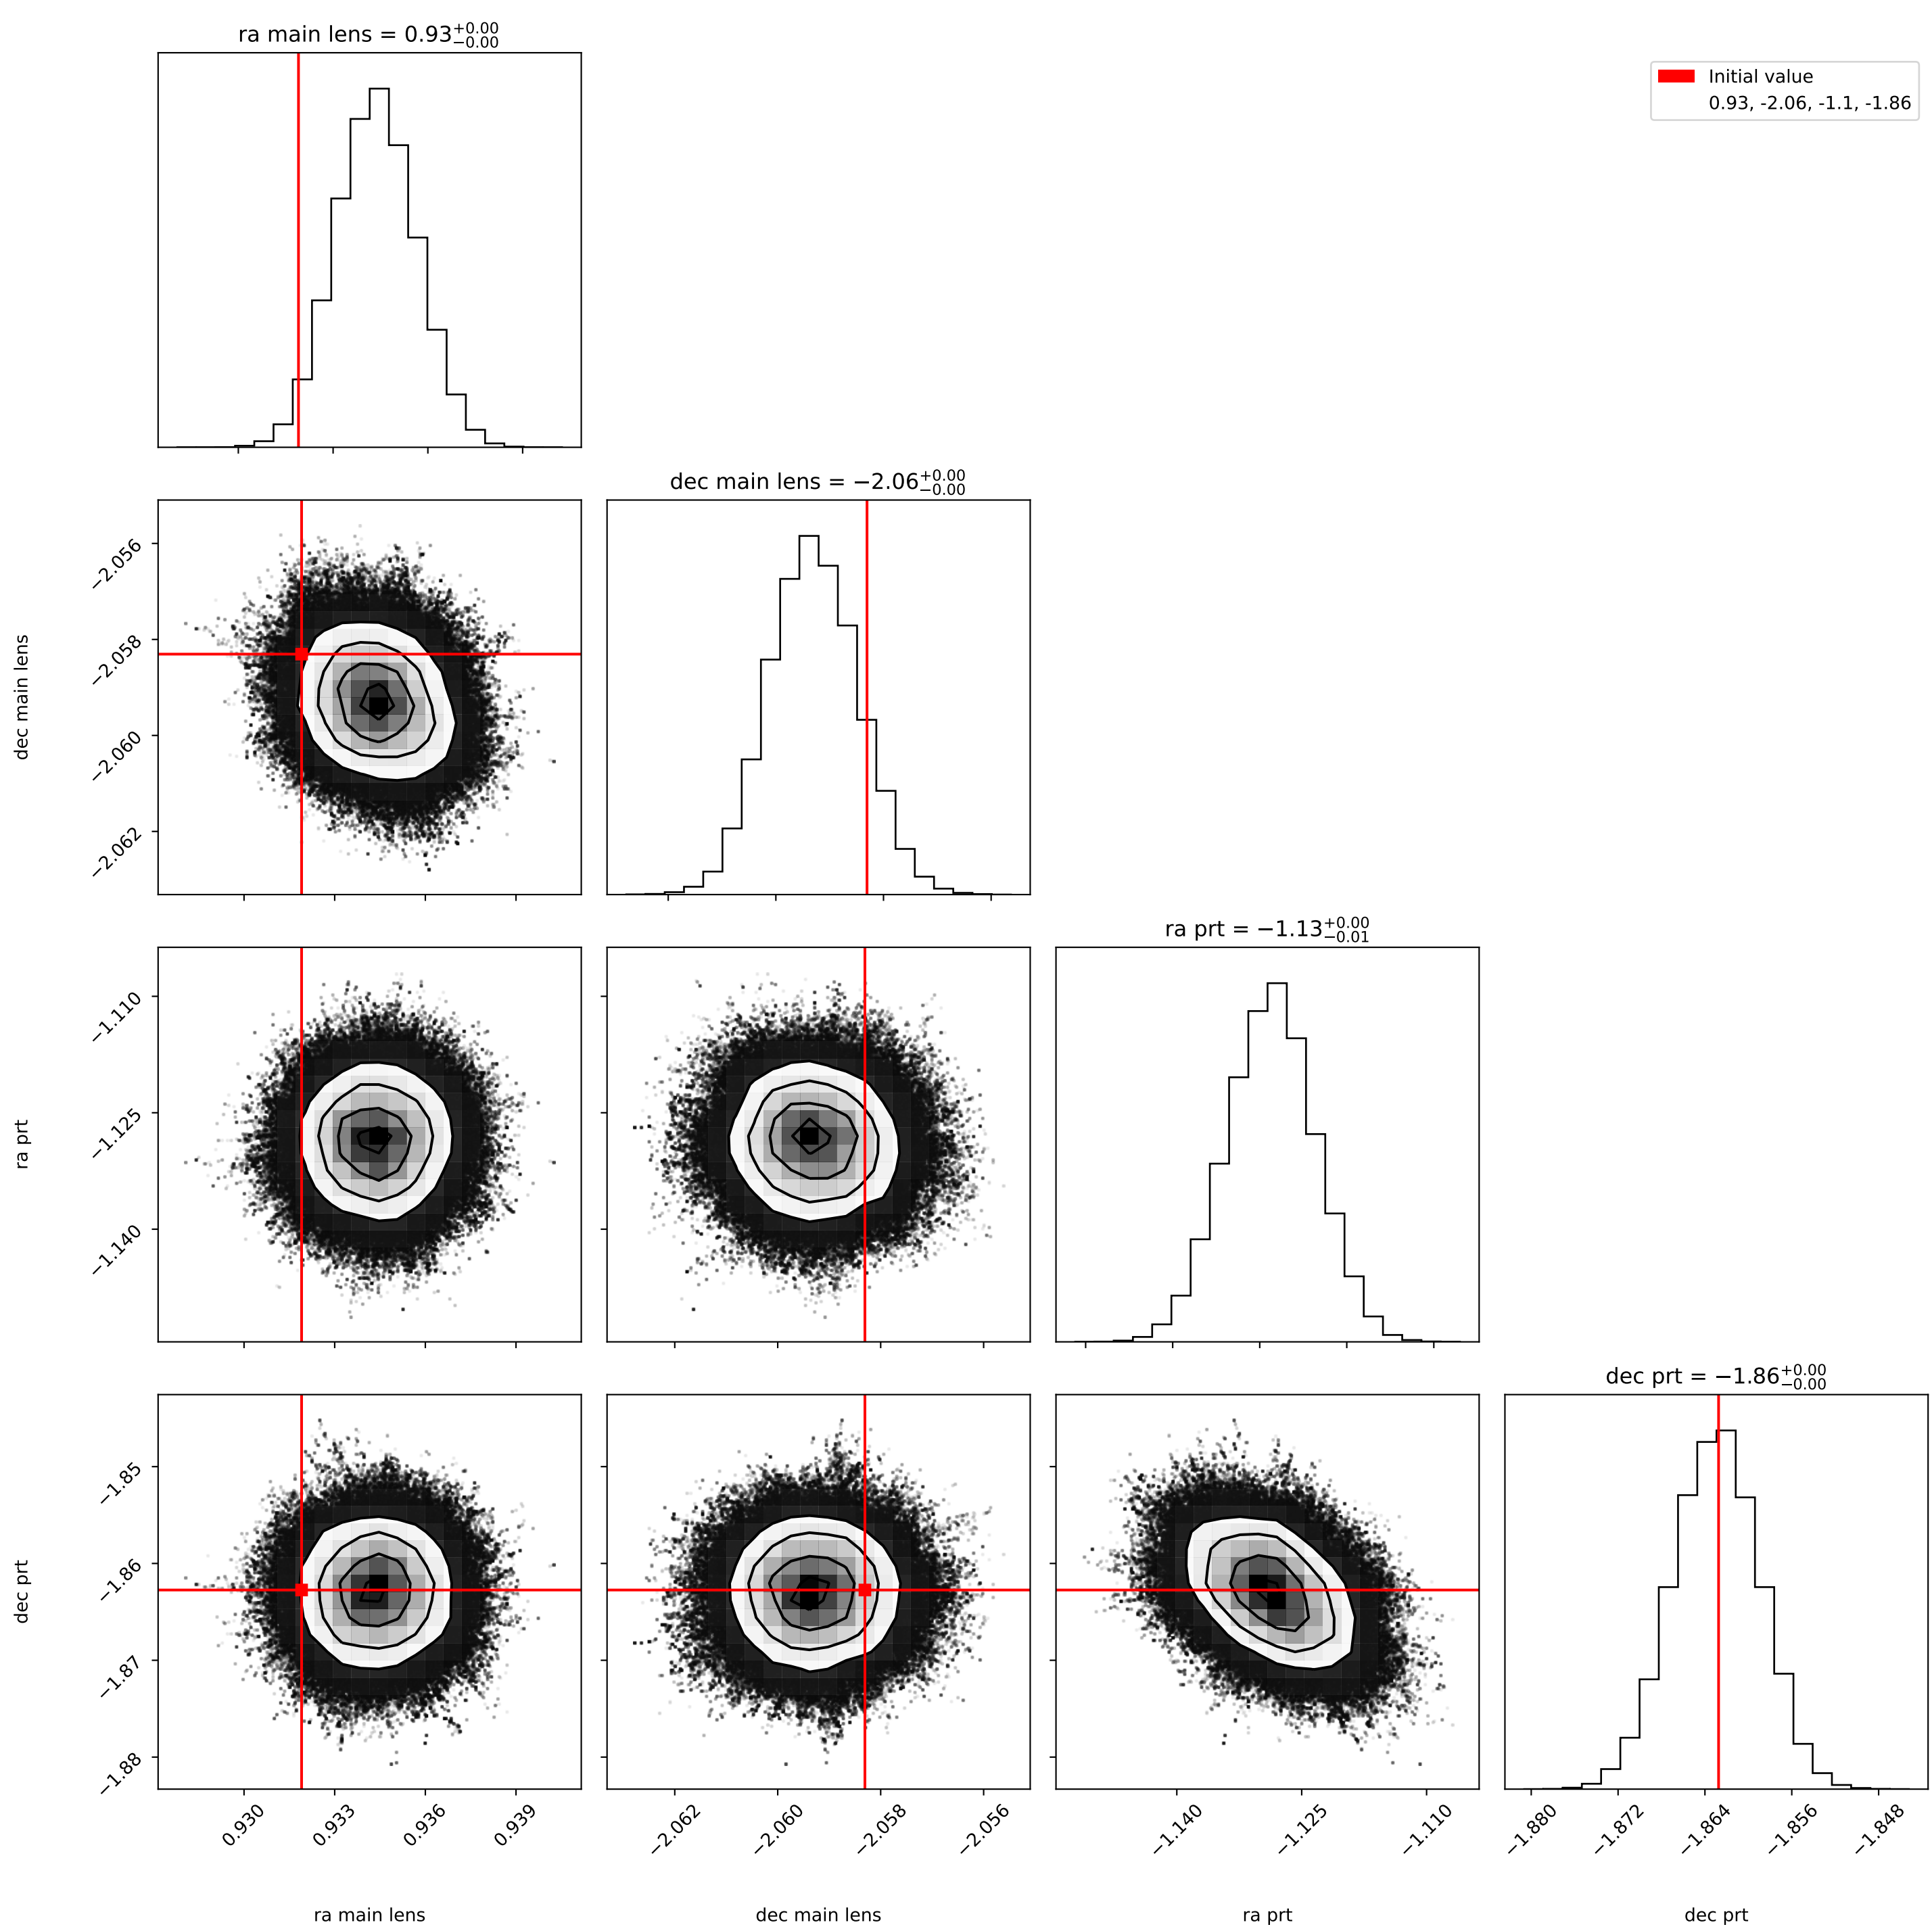 ra main lens = 0.93+0.00 −0.00
Initial value
0.93, -2.06, -1.1, -1.86
dec main lens = −2.06+0.00 −0.00
−2.056
−2.058
−2.060
−2.062
dec main lens
ra prt = −1.13+0.00 −0.01
−1.110
−1.125
−1.140
ra prt
dec prt = −1.86+0.00 −0.00
−1.85
−1.86
−1.87
−1.88
dec prt
0.930 0.933 0.936 0.939
−2.062 −2.060 −2.058 −2.056
−1.140 −1.125 −1.110
−1.880 −1.872 −1.864 −1.856 −1.848
ra main lens
dec main lens
ra prt
dec prt